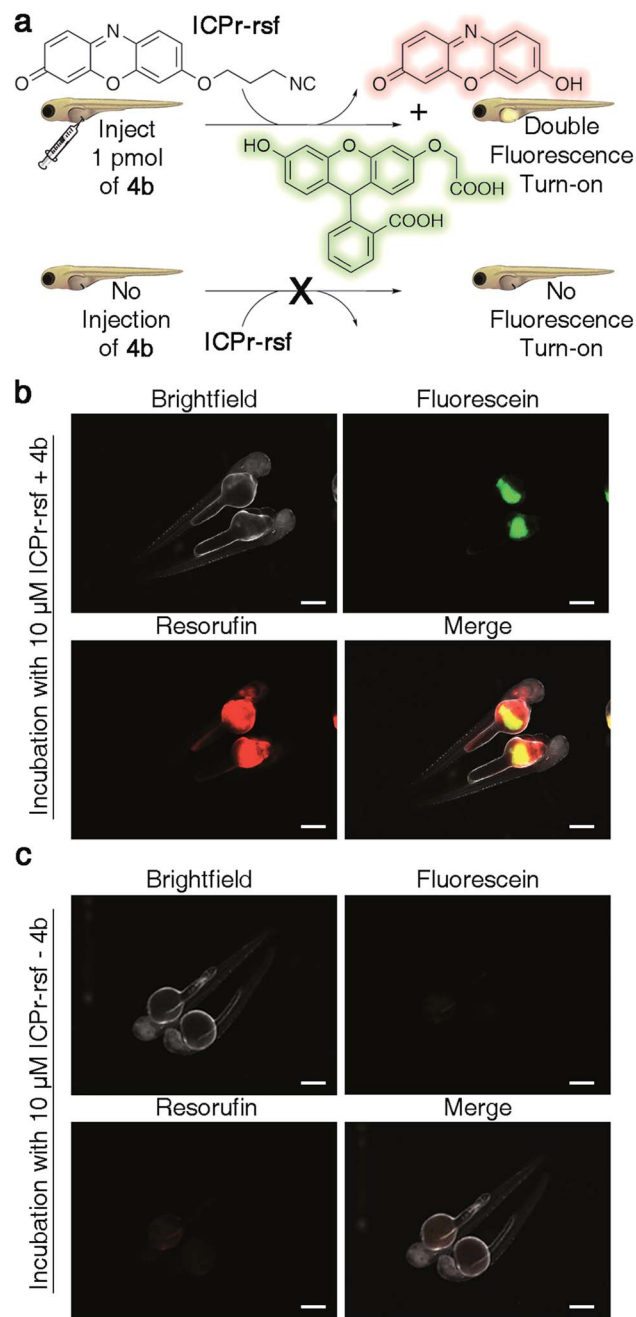 a
ICPr-rsf
N
O
O
O
NC
N
O
O
OH
Inject
1 pmol
of 4b
+
Double
Fluorescence
Turn-on
HO
O
O
COOH
COOH
No
Injection
of 4b
X
ICPr-rsf
No
Fluorescence
Turn-on
b
Incubation with 10 µM ICPr-rsf + 4b
Brightfield
Fluorescein
Resorufin
Merge
c
Incubation with 10 µM ICPr-rsf - 4b
Brightfield
Fluorescein
Resorufin
Merge